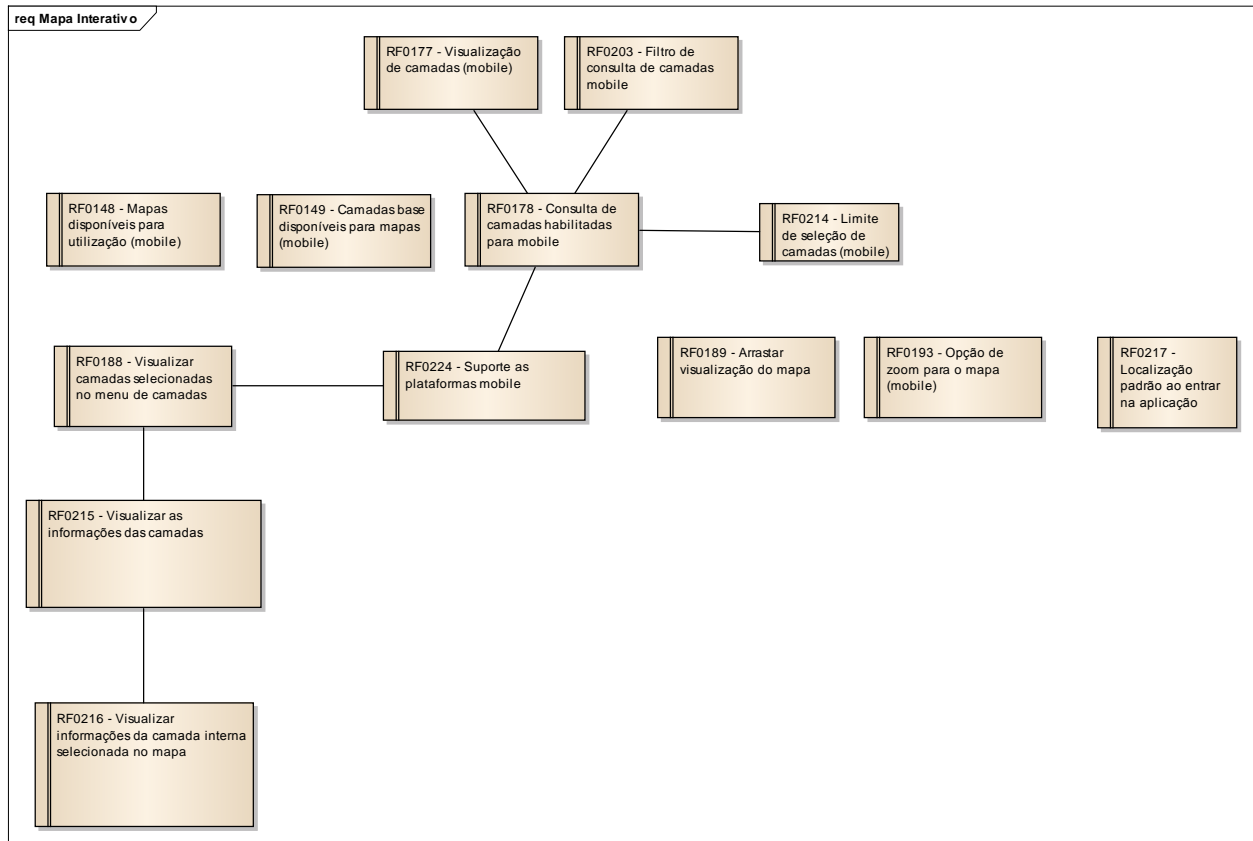 req Mapa Interativo
RF0177 - Visualização
de camadas (mobile)
RF0203 - Filtro de
consulta de camadas
mobile
RF0148 - Mapas
disponíveis para
utilização (mobile)
RF0149 - Camadas base
disponíveis para mapas
(mobile)
RF0178 - Consulta de
camadas habilitadas
para mobile
RF0214 - Limite
de seleção de
camadas (mobile)
RF0188 - Visualizar
camadas selecionadas
no menu de camadas
RF0224 - Suporte as
plataformas mobile
RF0189 - Arrastar
visualização do mapa
RF0193 - Opção de
zoom para o mapa
(mobile)
RF0217 -
Localização
padrão ao entrar
na aplicação
RF0215 - Visualizar as
informações das camadas
RF0216 - Visualizar
informações da camada interna
selecionada no mapa